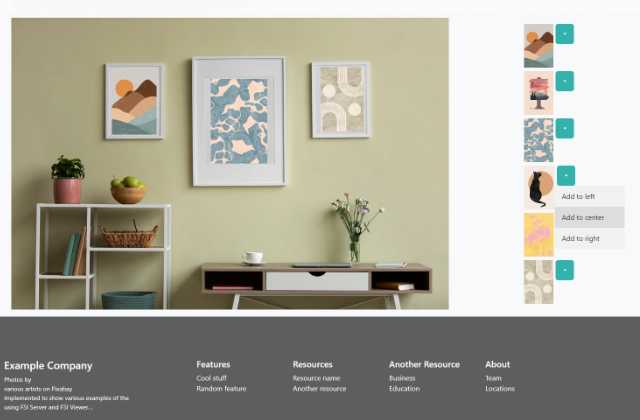 Add to left
Add to center
Add to right
Example Company
Photos by
various artists on Pixabay
Implemented to show various examples of the
using FSI Server and FSI Viewer...
Features
Cool stuff
Random feature
Resources
Resource name
Another resource
Another Resource
Business
Education
About
Team
Locations